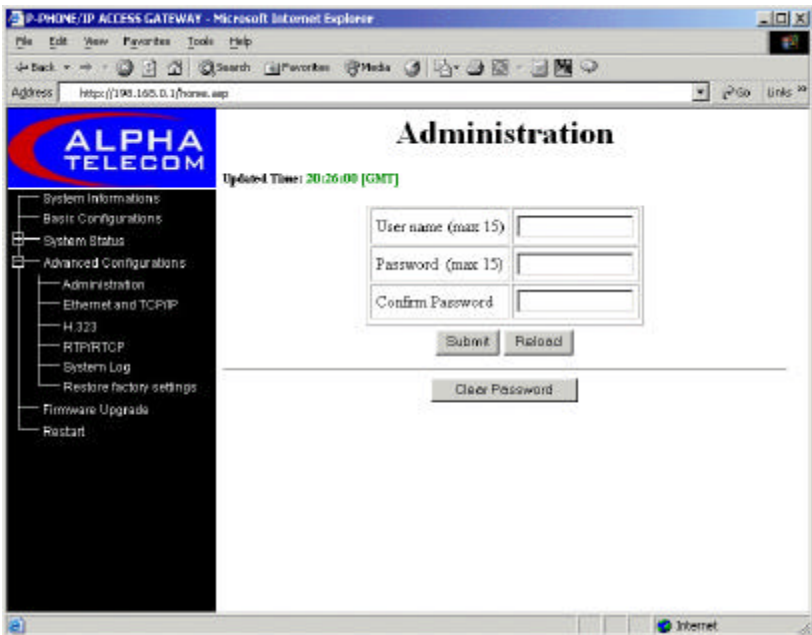 P-PHONE/IP ACCESS GATEWAY - Microsoft Internet Explorer
File Edit View Favorites Tools Help
Back Search Favorites Media
Address http://198.168.0.1/home.asp Go Links »
ALPHA
TELECOM
System Informations
Basic Configurations
System Status
Advanced Configurations
Administration
Ethernet and TCP/IP
H.323
RTP/RTCP
System Log
Restore factory settings
Firmware Upgrade
Restart
Administration
Updated Time: 20:26:00 [GMT]
User name (max 15)
Password (max 15)
Confirm Password
Submit Reload
Clear Password
Internet